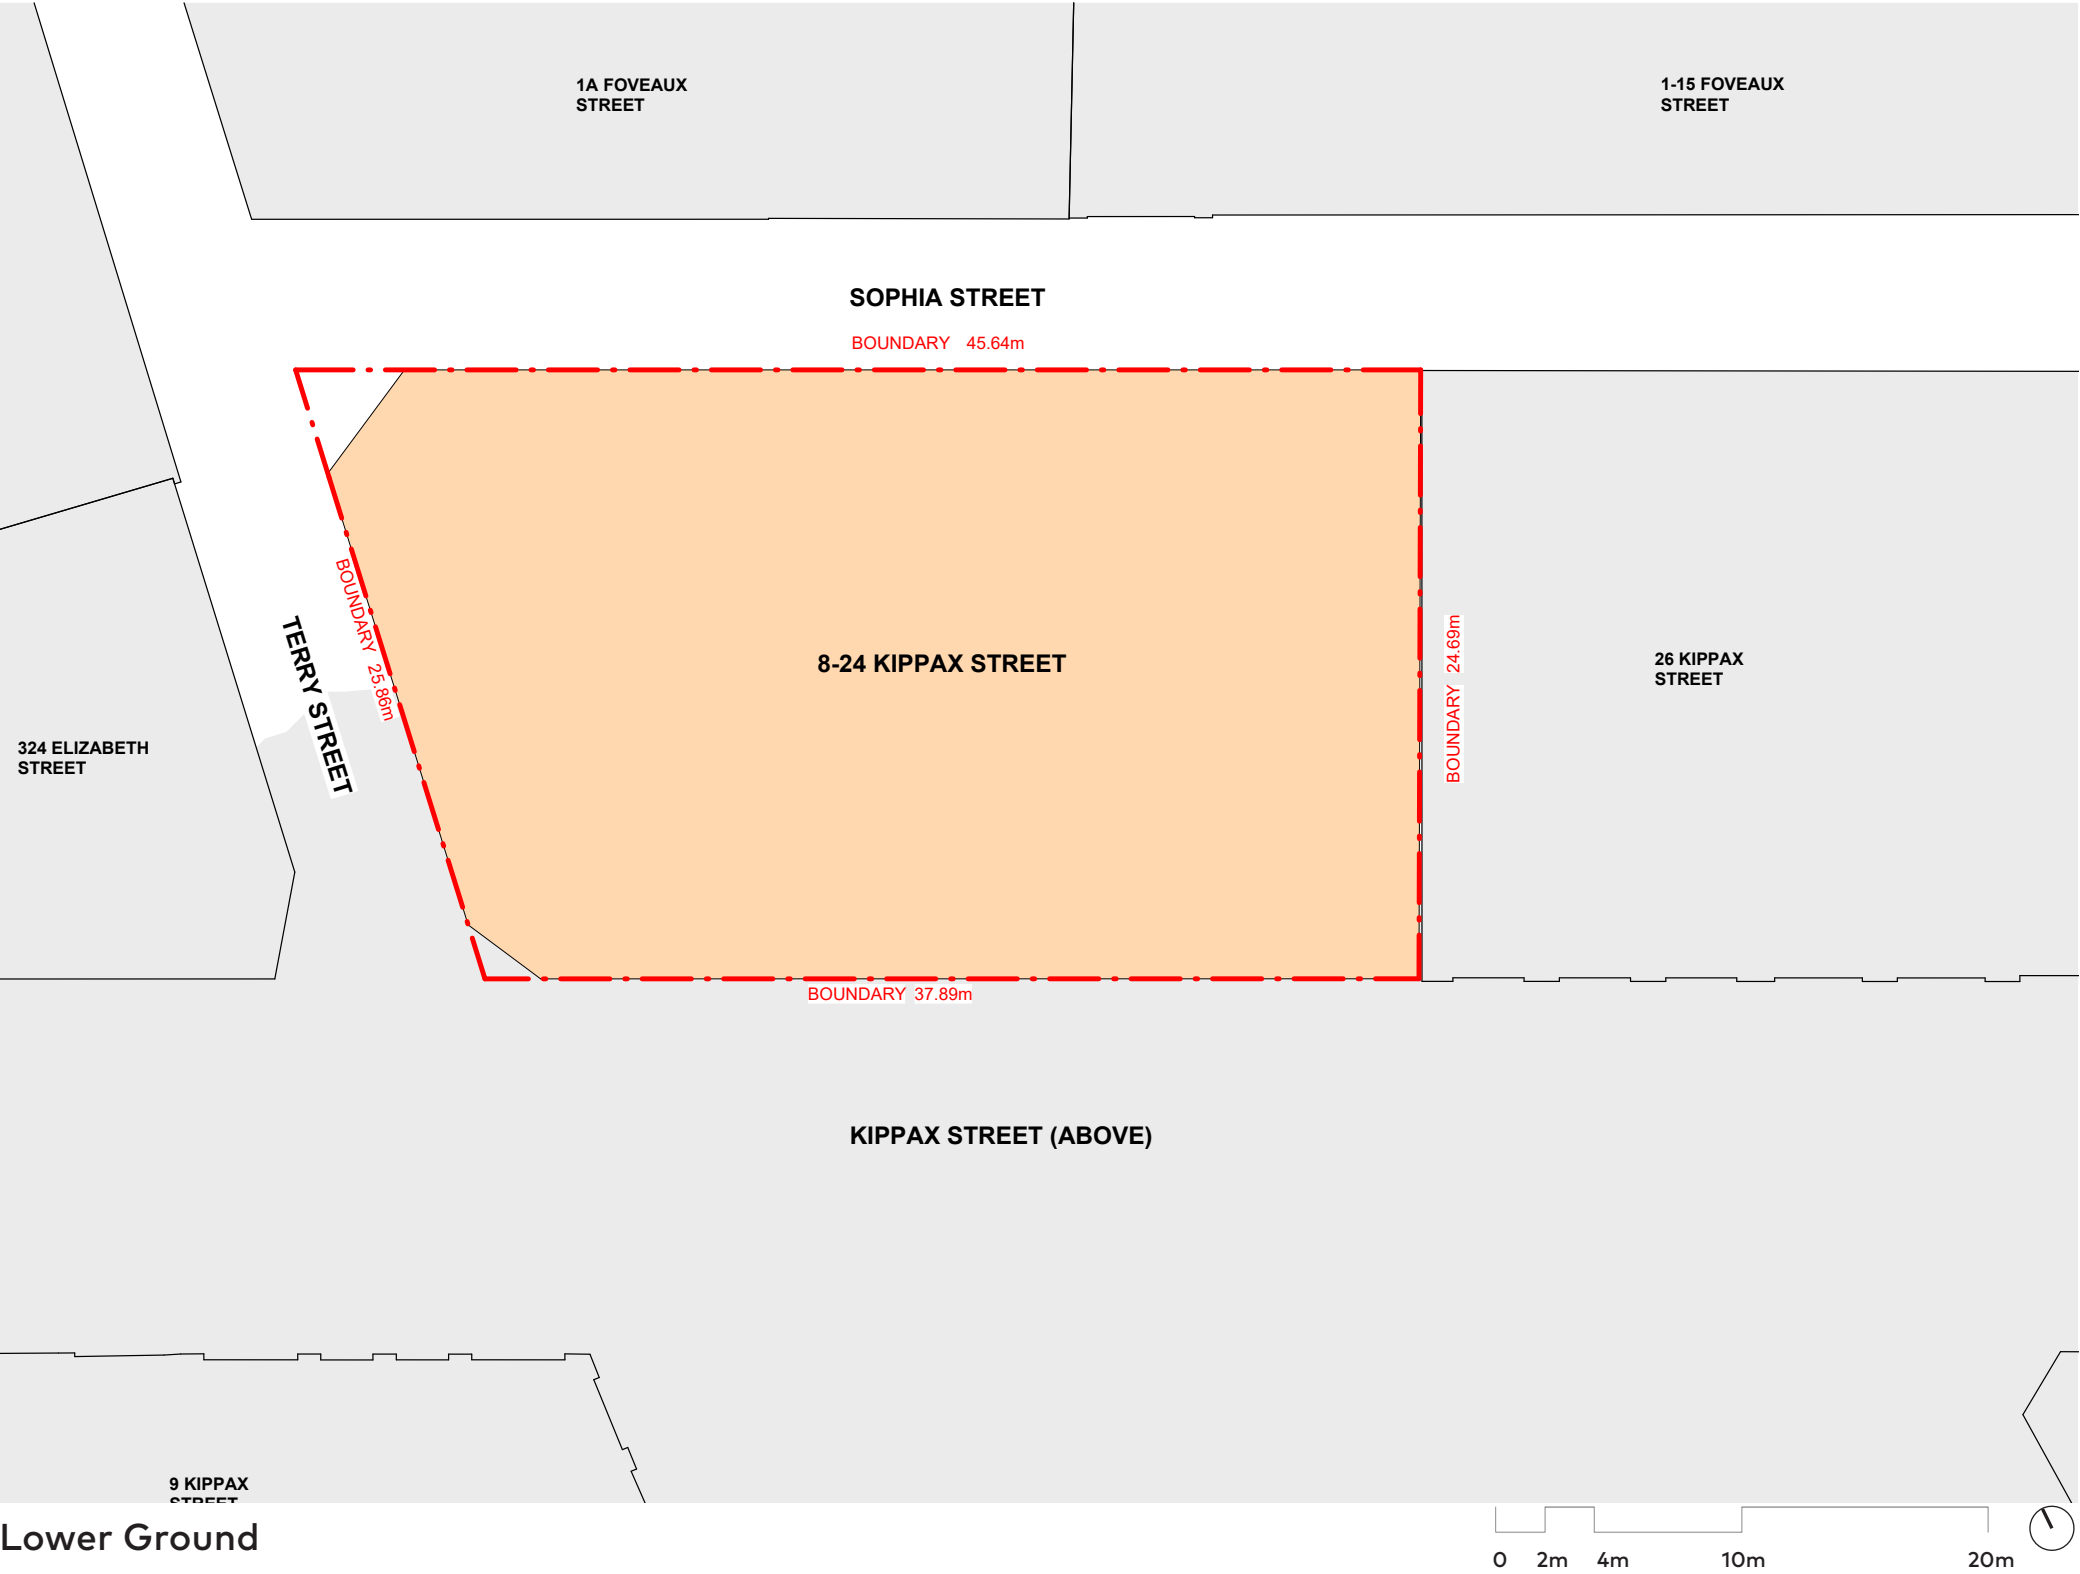 1A FOVEAUX
STREET
1-15 FOVEAUX
STREET
SOPHIA STREET
BOUNDARY 45.64m
BOUNDARY 25.86m
TERRY STREET
8-24 KIPPAX STREET
BOUNDARY 24.69m
26 KIPPAX
STREET
324 ELIZABETH
STREET
BOUNDARY 37.89m
KIPPAX STREET (ABOVE)
9 KIPPAX
STREET
Lower Ground
0 2m 4m 10m 20m